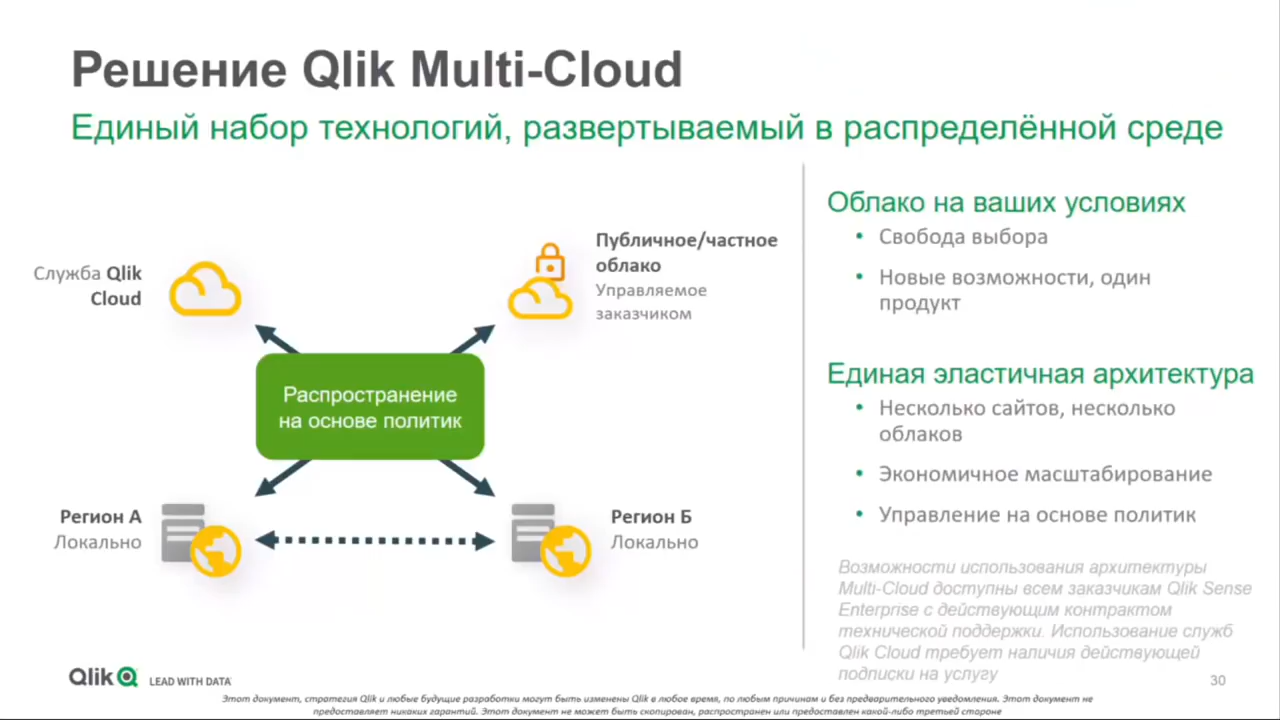 Решение Qlik Multi-Cloud
Единый набор технологий, развертываемый в распределённой среде
Служба Qlik
Cloud
Публичное/частное
облако
Управляемое
заказчиком
Распространение
на основе политик
Регион А
Локально
Регион Б
Локально
Облако на ваших условиях
• Свобода выбора
• Новые возможности, один
продукт
Единая эластичная архитектура
• Несколько сайтов, несколько
облаков
• Экономичное масштабирование
• Управление на основе политик
Возможности использования архитектуры
Multi-Cloud доступны всем заказчикам Qlik Sense
Enterprise с действующим контрактом
технической поддержки. Использование служб
Qlik Cloud требует наличия действующей
подписки на услугу
Qlik LEAD WITH DATA
30
Этот документ, стратегия Qlik и любые будущие разработки могут быть изменены Qlik в любое время, по любым причинам и без предварительного уведомления. Этот документ не
предоставляет никаких гарантий. Этот документ не может быть скопирован, распространен или предоставлен какой-либо третьей стороне